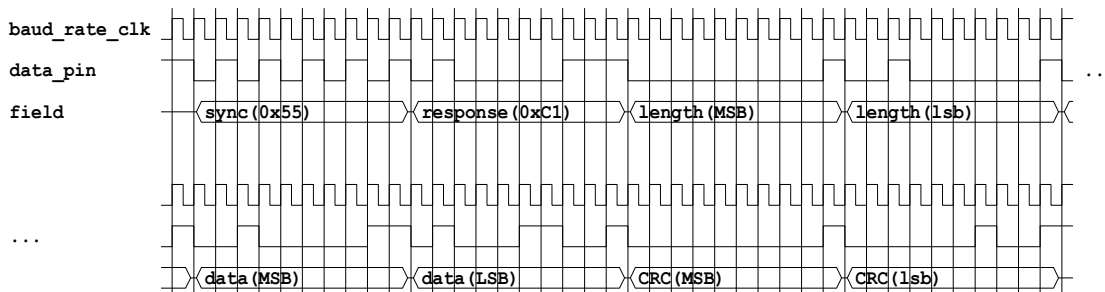 baud_rate_clk
data_pin ..
field sync(0x55) response(0xC1) length(MSB) length(lsb)
...
data(MSB) data(LSB) CRC(MSB) CRC(lsb)